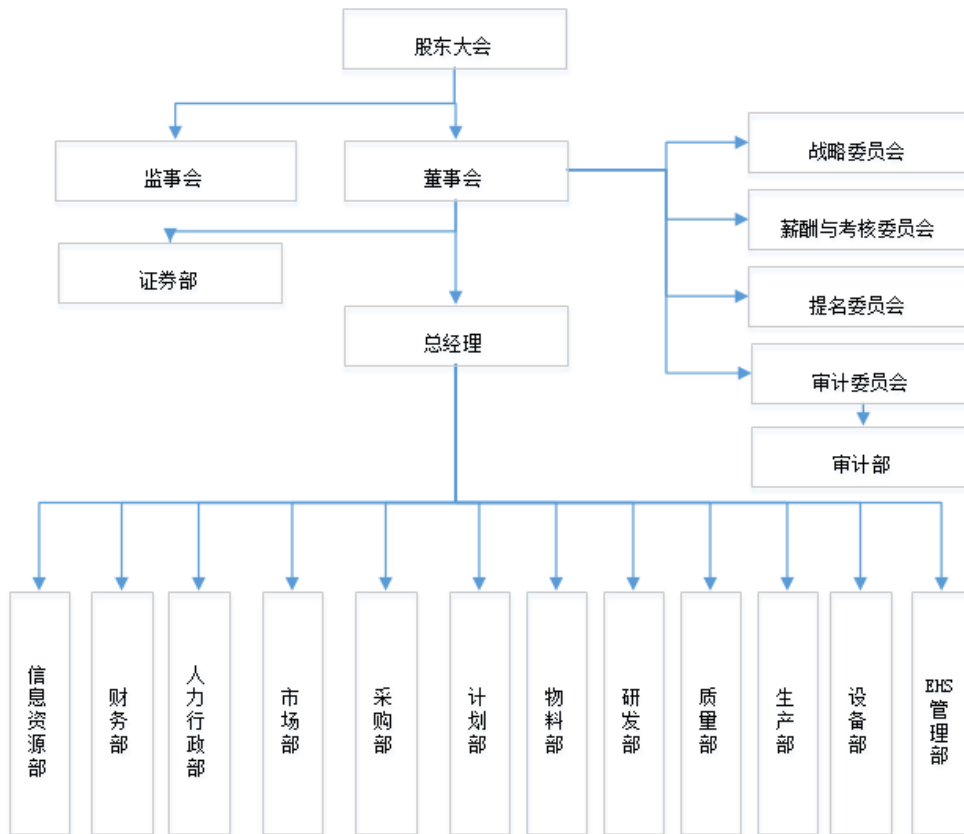 股东大会
监事会
董事会
战略委员会
薪酬与考核委员会
证券部
提名委员会
总经理
审计委员会
审计部
信息资源部
财务部
人力行政部
市场部
采购部
计划部
物料部
研发部
质量部
生产部
设备部
EHS管理部